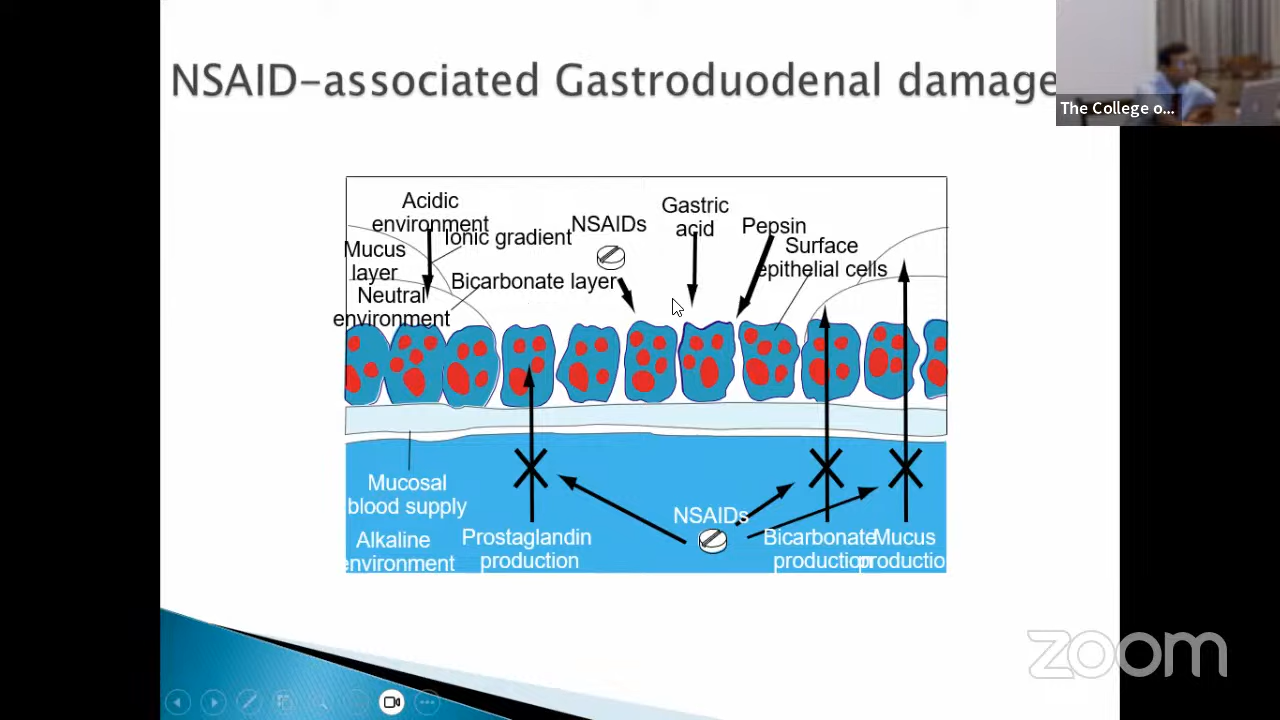 NSAID-associated Gastroduodenal damage
The College o...
Acidic
environment
Ionic gradient
NSAIDs
Gastric
acid
Pepsin
Surface
epithelial cells
Mucus
layer
Bicarbonate layer
Neutral
environment
Mucosal
blood supply
NSAIDs
Alkaline
environment
Prostaglandin
production
Bicarbonate
production
Mucus
productio
zoom